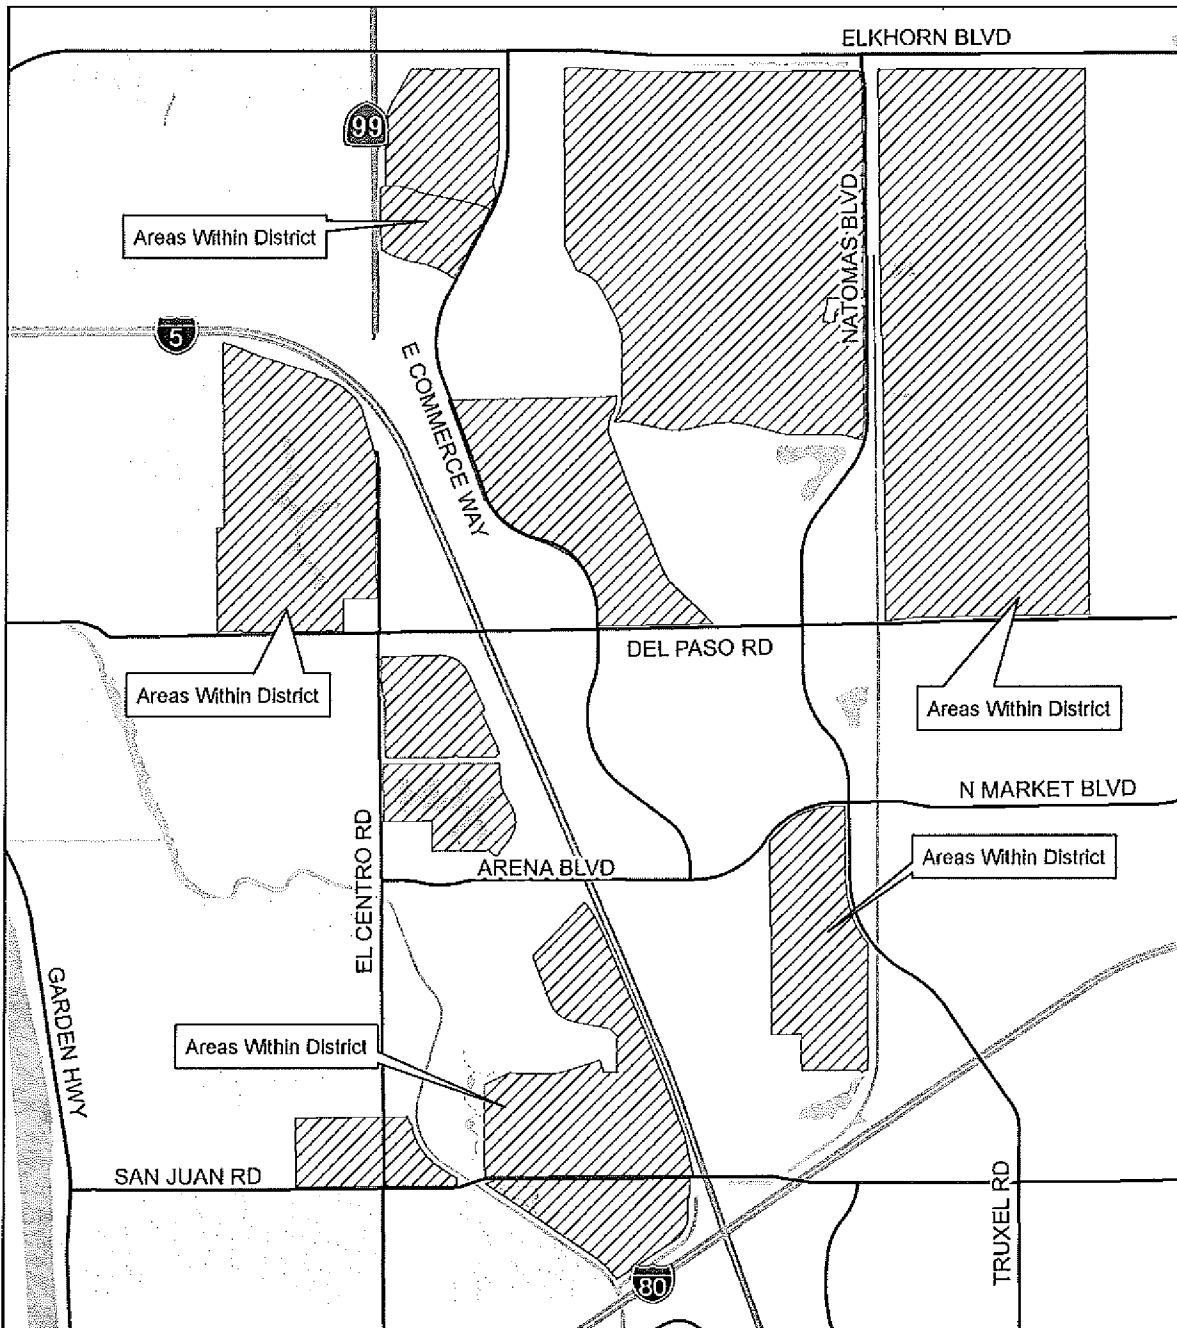 ELKHORN BLVD
99
NATOMAS BLVD
Areas Within District
5
E COMMERCE WAY
DEL PASO RD
Areas Within District
Areas Within District
N MARKET BLVD
EL CENTRO RD
ARENA BLVD
Areas Within District
GARDEN HWY
Areas Within District
SAN JUAN RD
TRUXEL RD
80